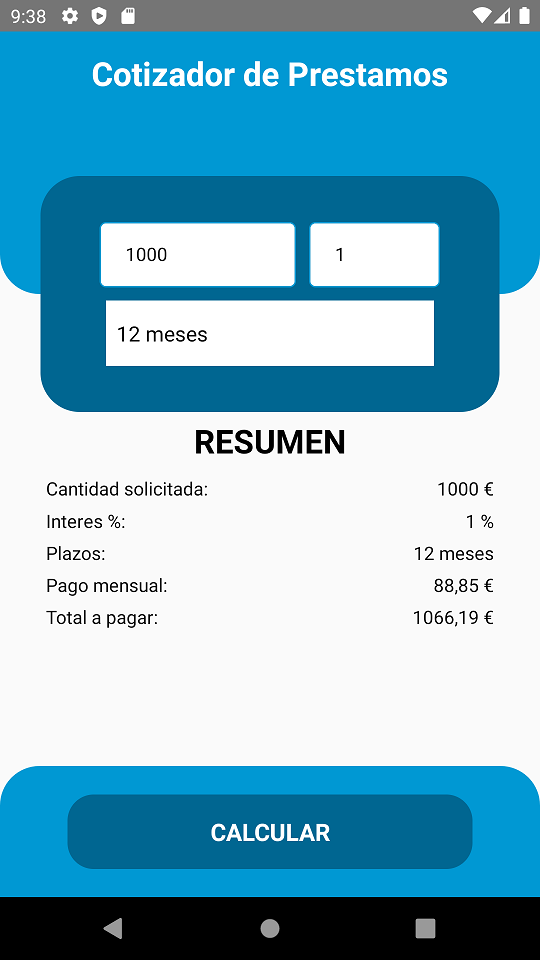 9:38
Cotizador de Prestamos
1000 1
12 meses
RESUMEN
Cantidad solicitada: 1000 €
Interes %: 1 %
Plazos: 12 meses
Pago mensual: 88,85 €
Total a pagar: 1066,19 €
CALCULAR